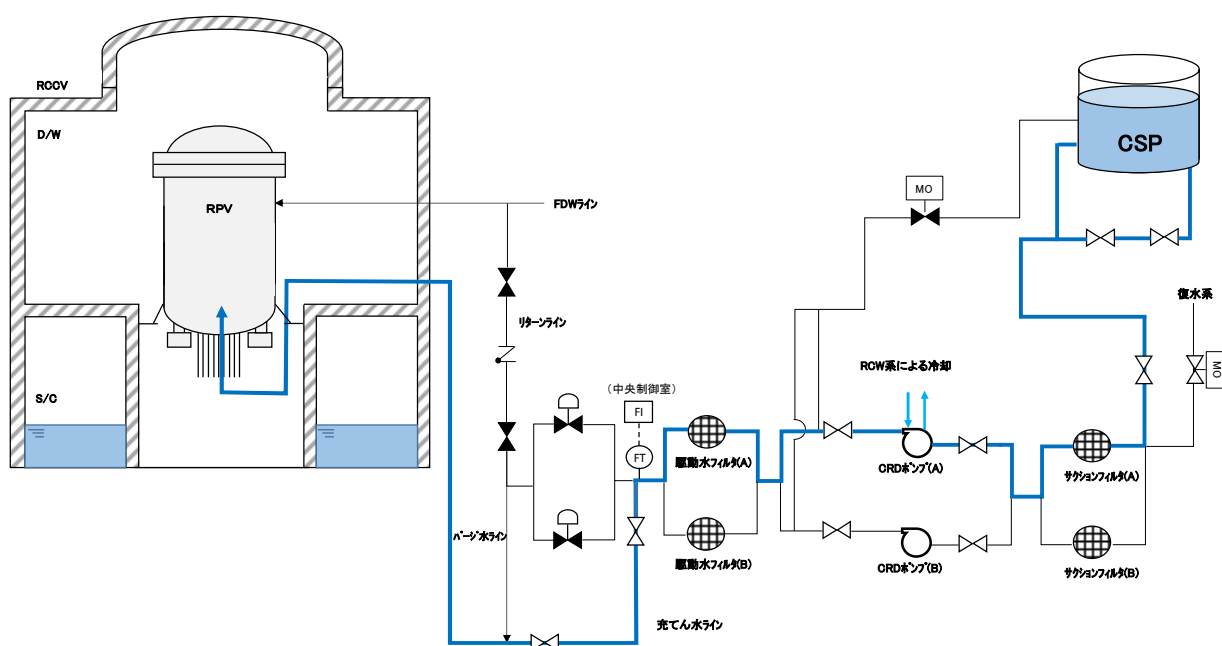 RCCV
D/W
RPV
S/C
FDWライン
リターンライン
パージ水ライン
(中央制御室)
FI
FT
駆動水フィルタ(A)
駆動水フィルタ(B)
充てん水ライン
MO
CSP
RCW系による冷却
CRDポンプ(A)
CRDポンプ(B)
復水系
MO
サクションフィルタ(A)
サクションフィルタ(B)